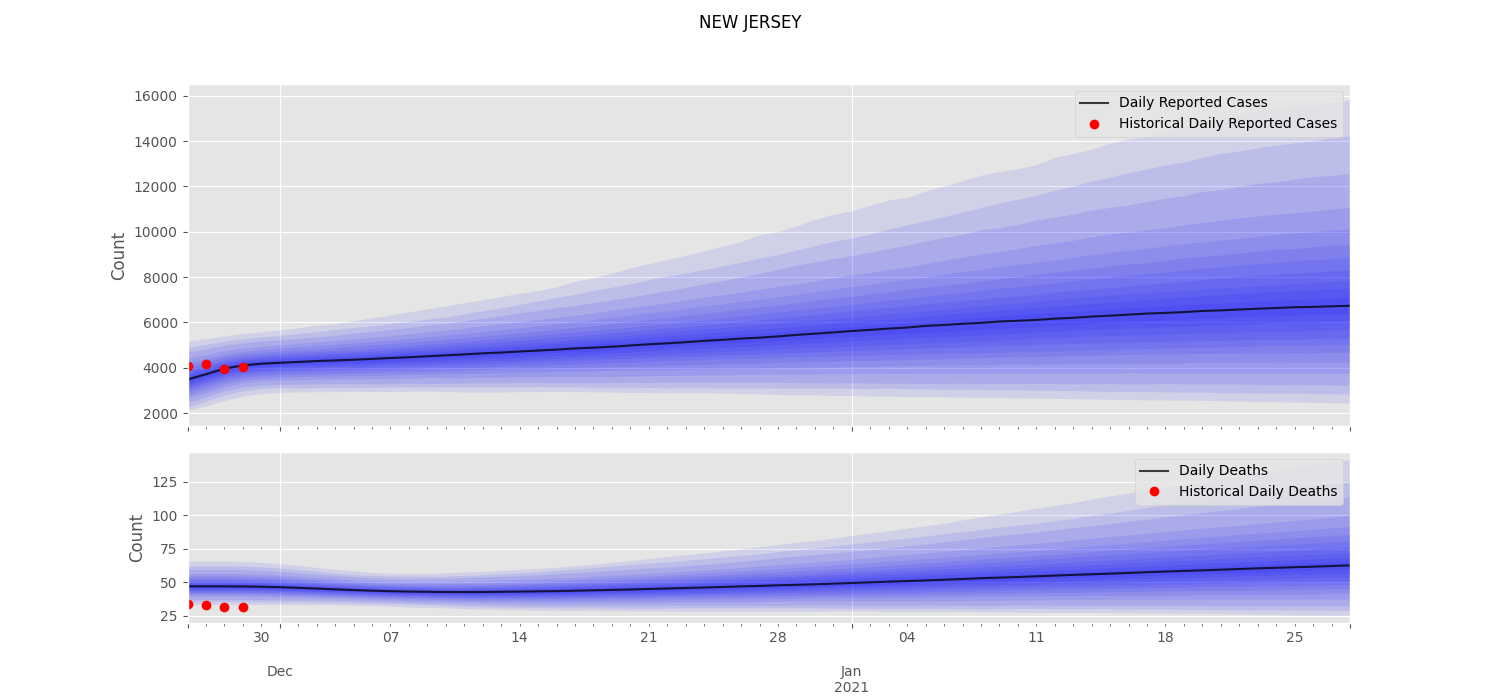 NEW JERSEY
16000
14000
12000
10000
8000
6000
4000
2000
Count
Daily Reported Cases
Historical Daily Reported Cases
125
100
75
50
25
Count
Daily Deaths
Historical Daily Deaths
30 07 14 21 28 04 11 18 25
Dec Jan
2021